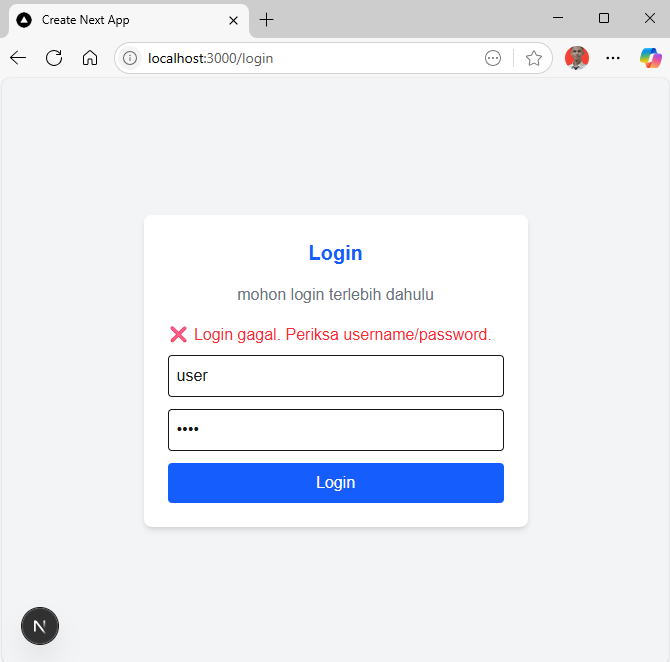 Create Next App
localhost:3000/login
Login
mohon login terlebih dahulu
❌ Login gagal. Periksa username/password.
user
••••
Login
N